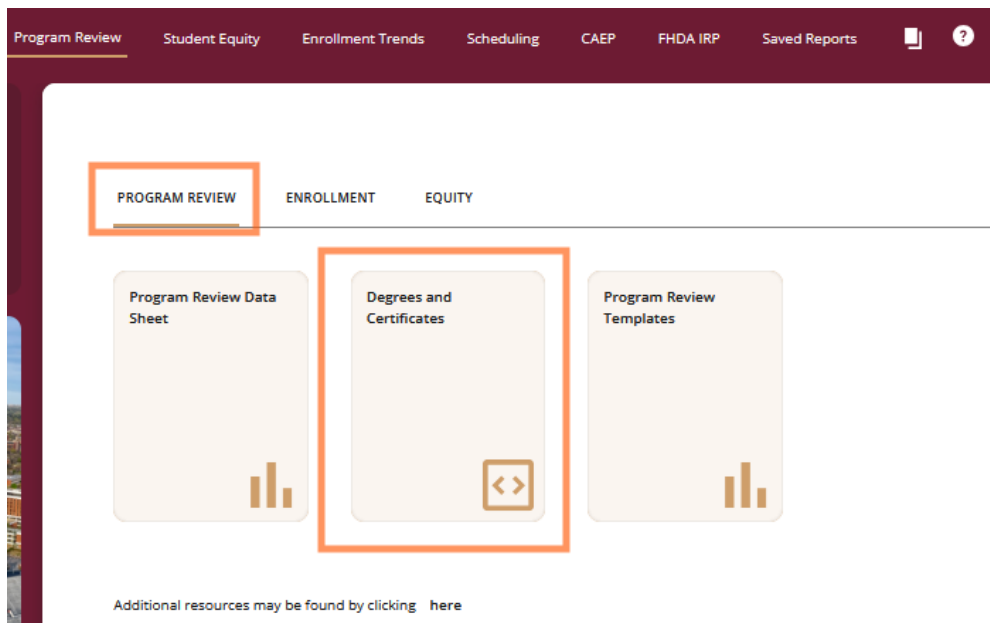 Program Review Student Equity Enrollment Trends Scheduling CAEP FHDA IRP Saved Reports ?
PROGRAM REVIEW ENROLLMENT EQUITY
Program Review Data
Sheet
Degrees and
Certificates
Program Review
Templates
Additional resources may be found by clicking here